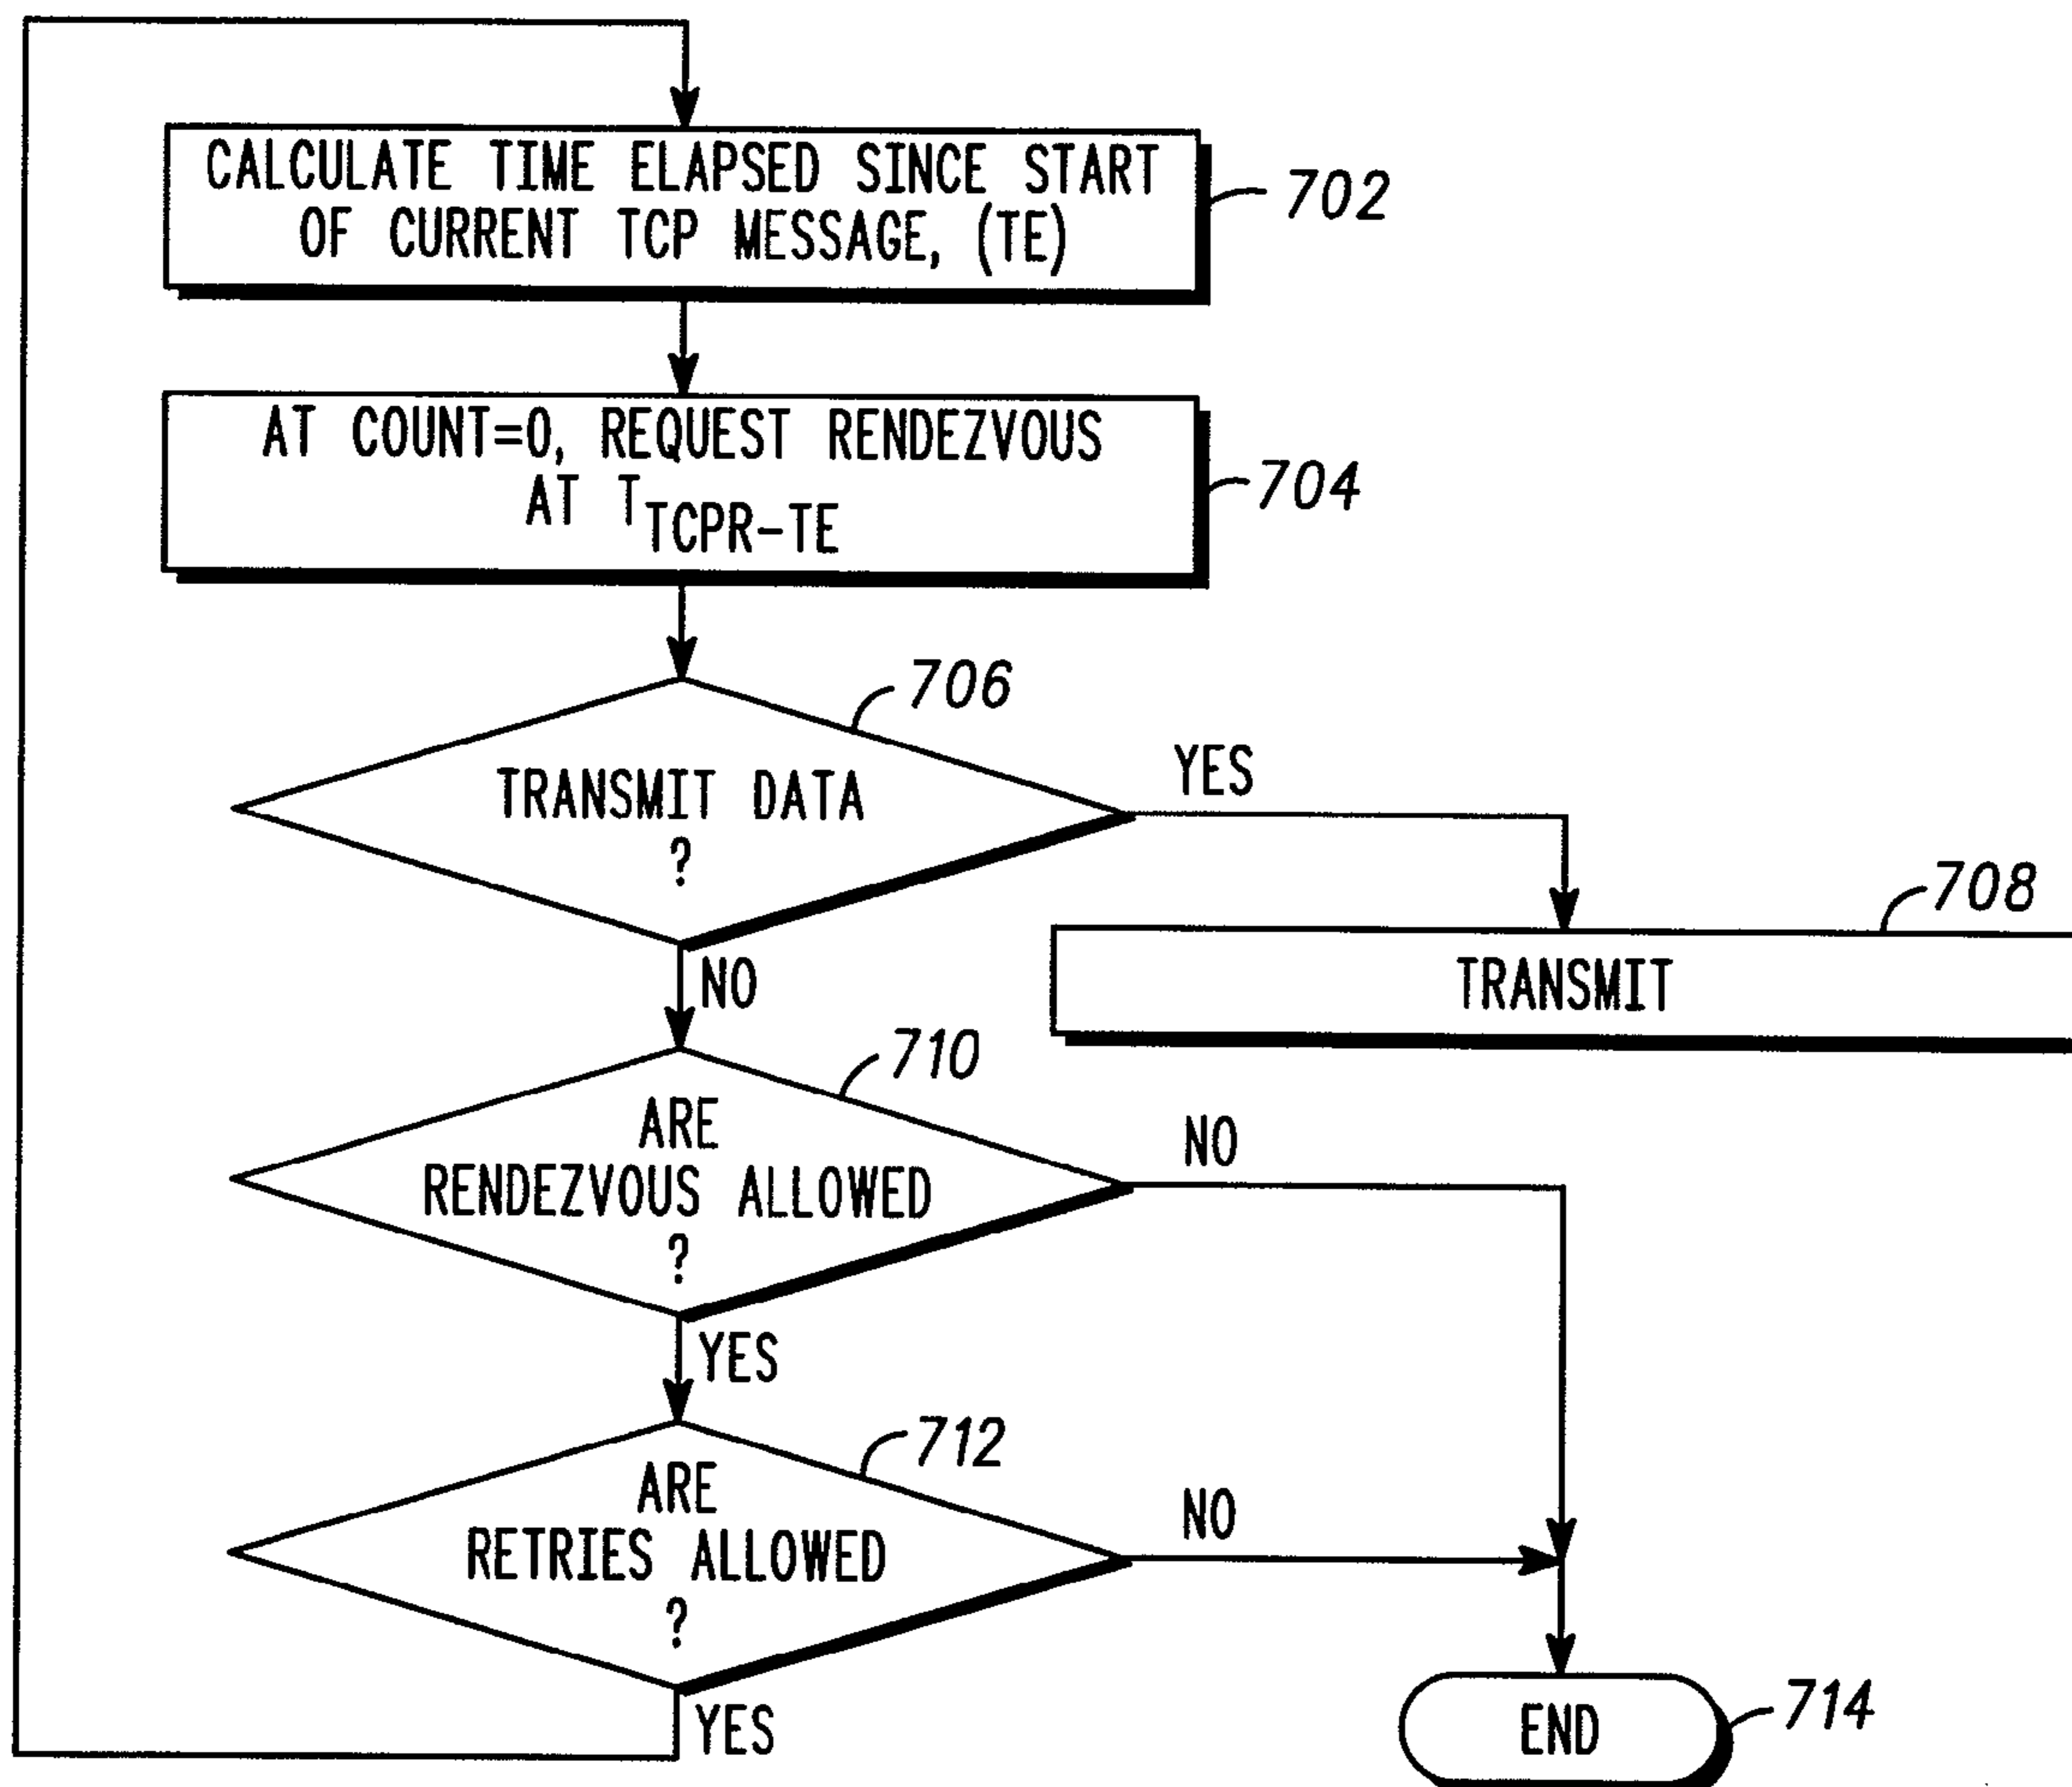 CALCULATE TIME ELAPSED SINCE START
OF CURRENT TCP MESSAGE, (TE)
702
AT COUNT=0, REQUEST RENDEZVOUS
AT T TCPR-TE
704
706
TRANSMIT DATA
?
YES
708
TRANSMIT
NO
710
ARE
RENDEZVOUS ALLOWED
?
NO
YES
712
ARE
RETRIES ALLOWED
?
NO
YES
END
714